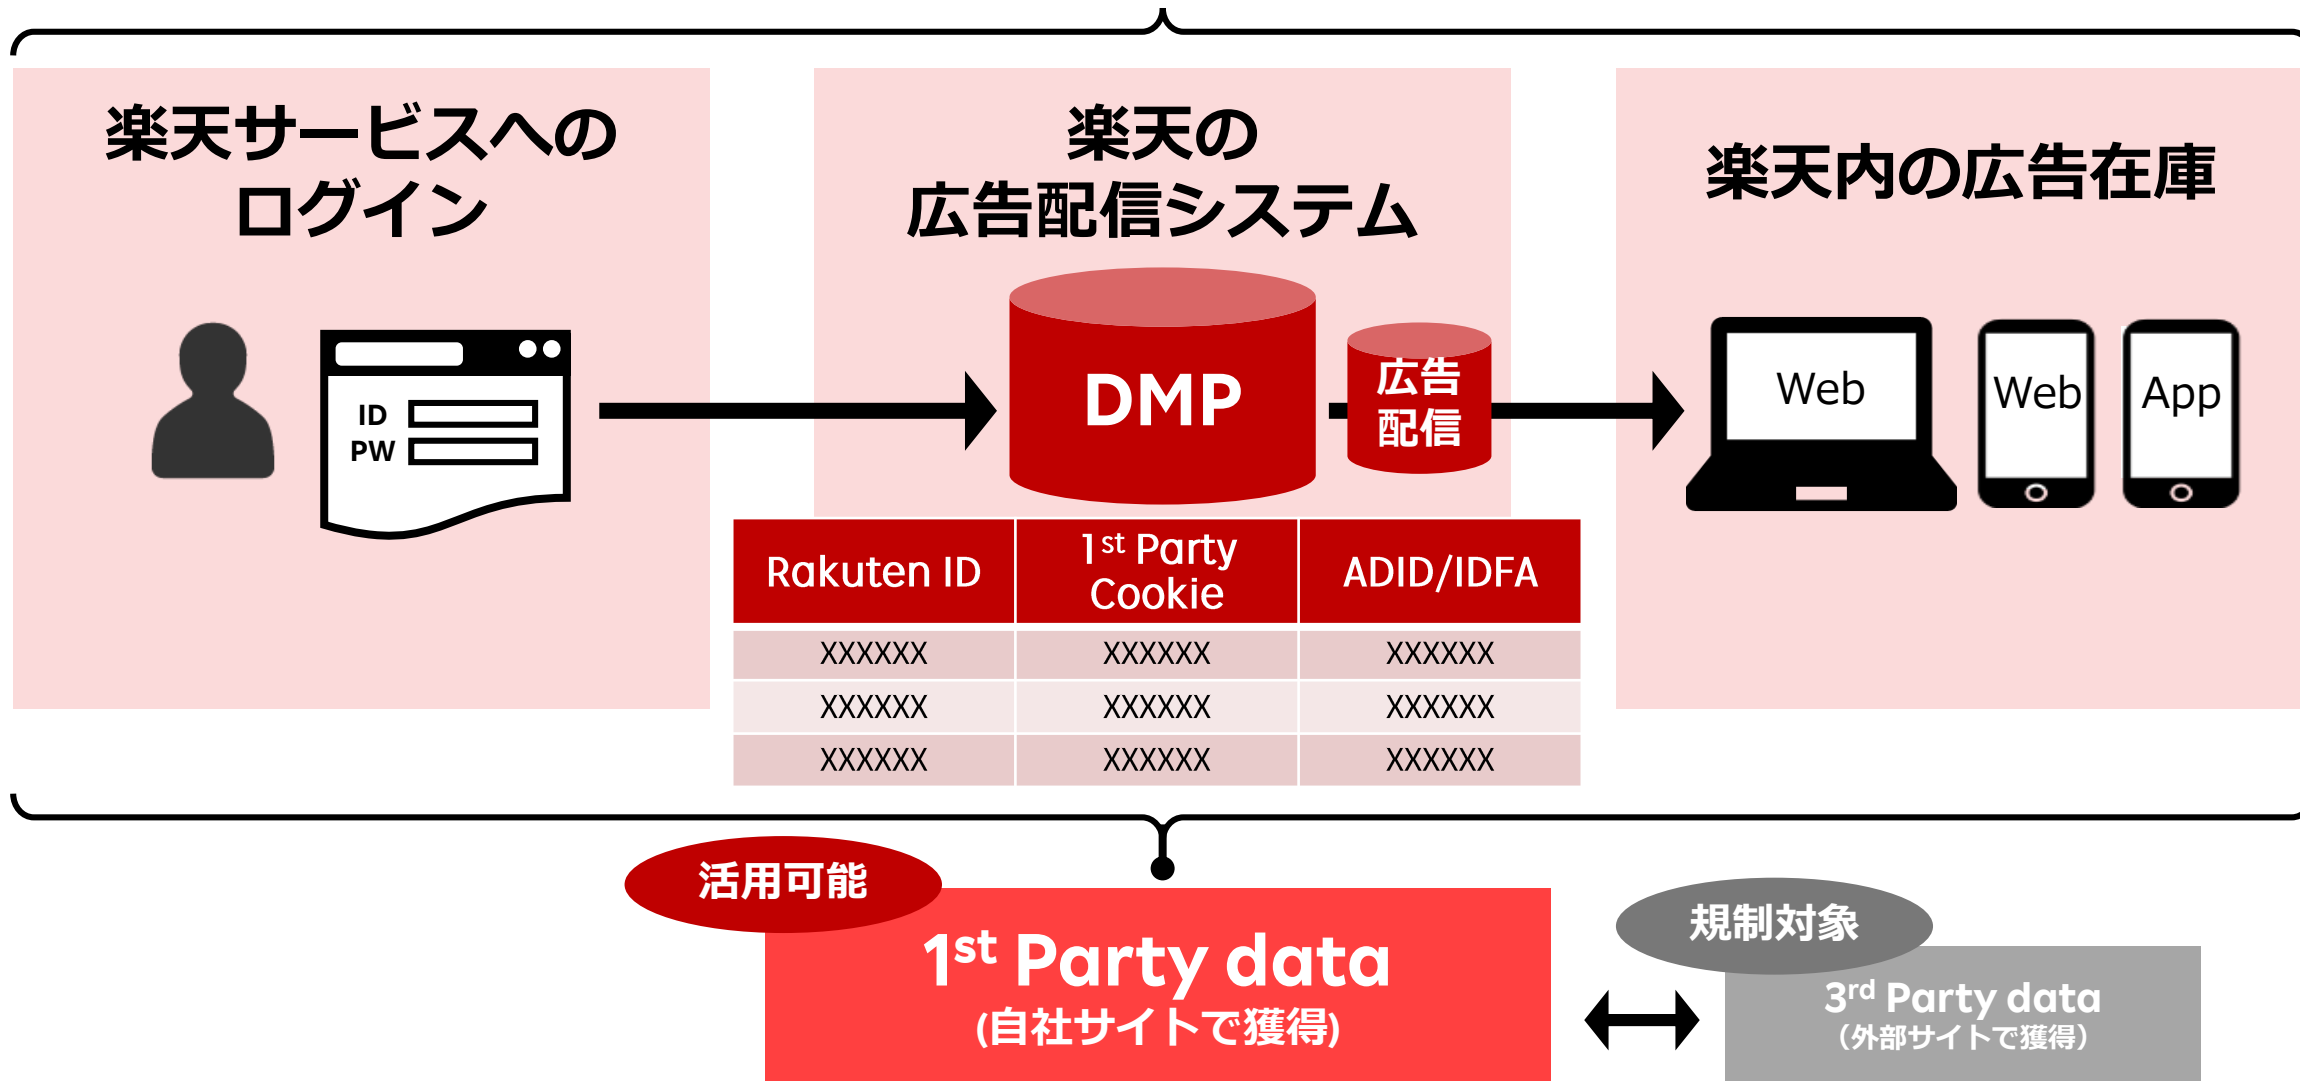 楽天サービスへの
ログイン
ID
PW
楽天の
広告配信システム
DMP
広告
配信
楽天内の広告在庫
Web
Web
App
Rakuten ID
1st Party
Cookie
ADID/IDFA
XXXXXX
XXXXXX
XXXXXX
XXXXXX
XXXXXX
XXXXXX
XXXXXX
XXXXXX
XXXXXX
活用可能
1st Party data
(自社サイトで獲得)
規制対象
3rd Party data
（外部サイトで獲得）